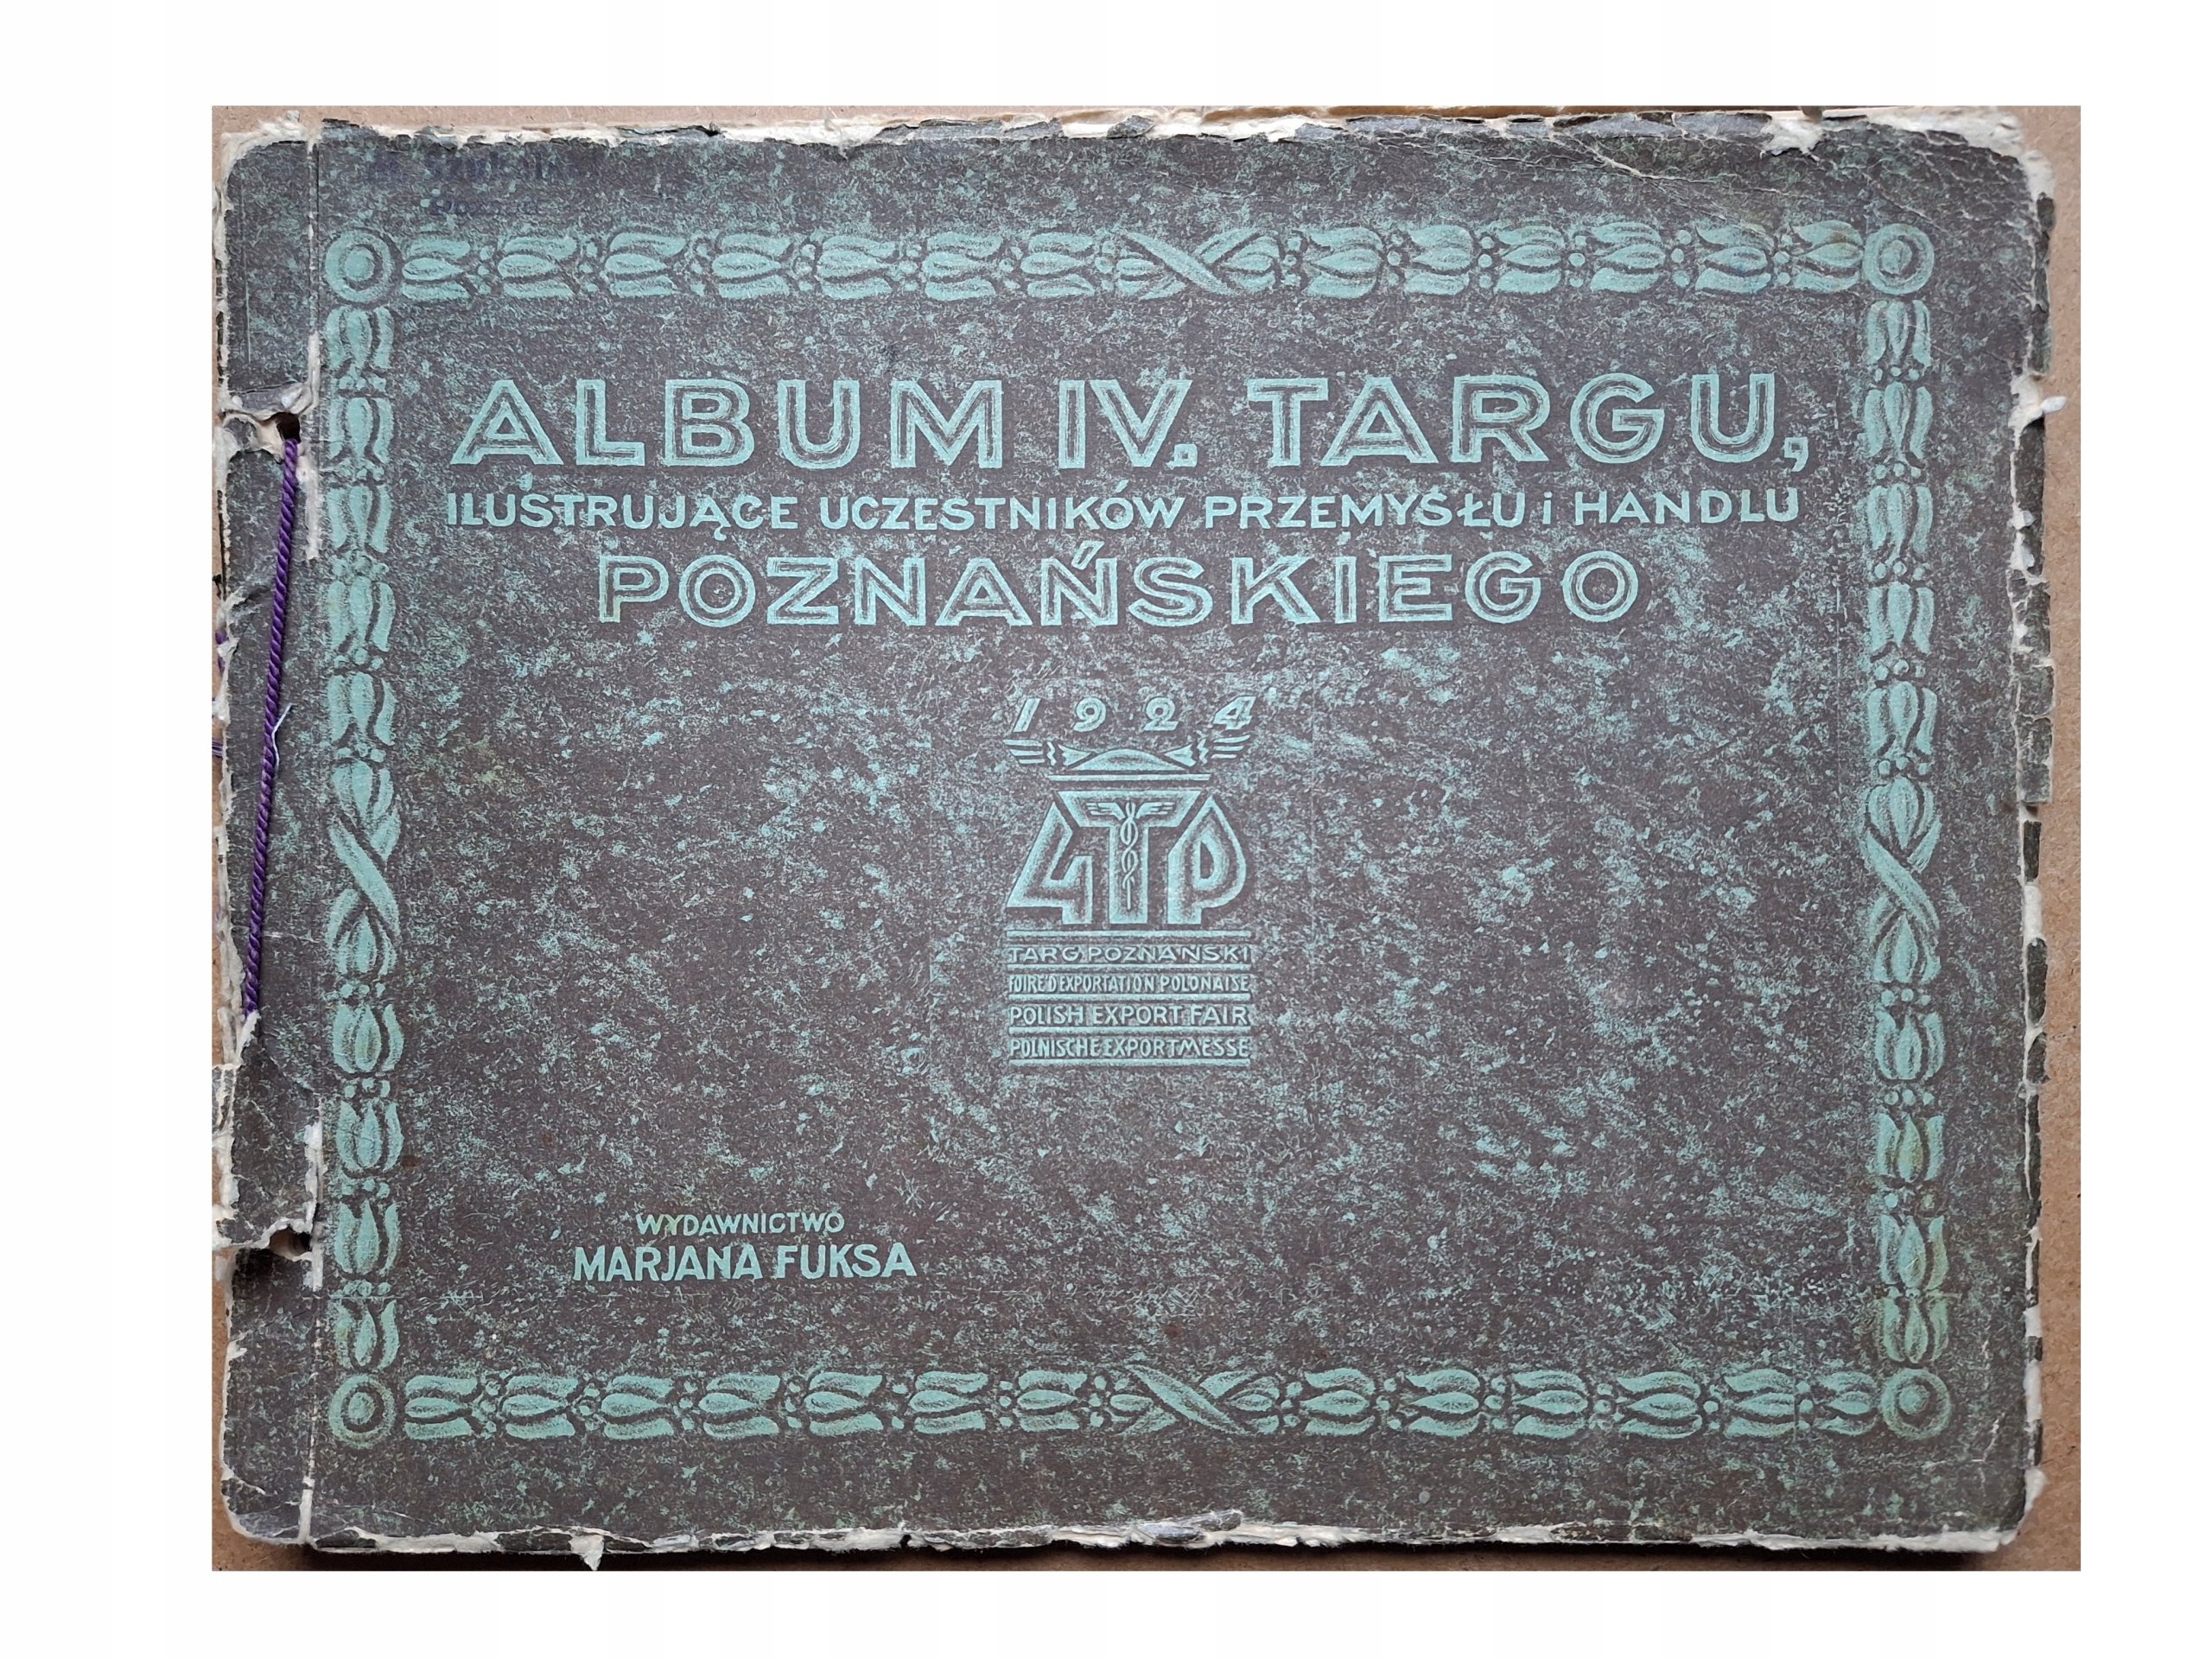 ALBUM IV. TARGU,
ILUSTRUJĄCE UCZESTNIKÓW PRZEMYSŁU i HANDLU
POZNAŃSKIEGO
1924
4TP
TARG POZNAŃSKI
FOIRE D'EXPORTATION POLONAISE
POLISH EXPORT FAIR
POLNISCHE EXPORTMESSE
WYDAWNICTWO
MARJANA FUKSA